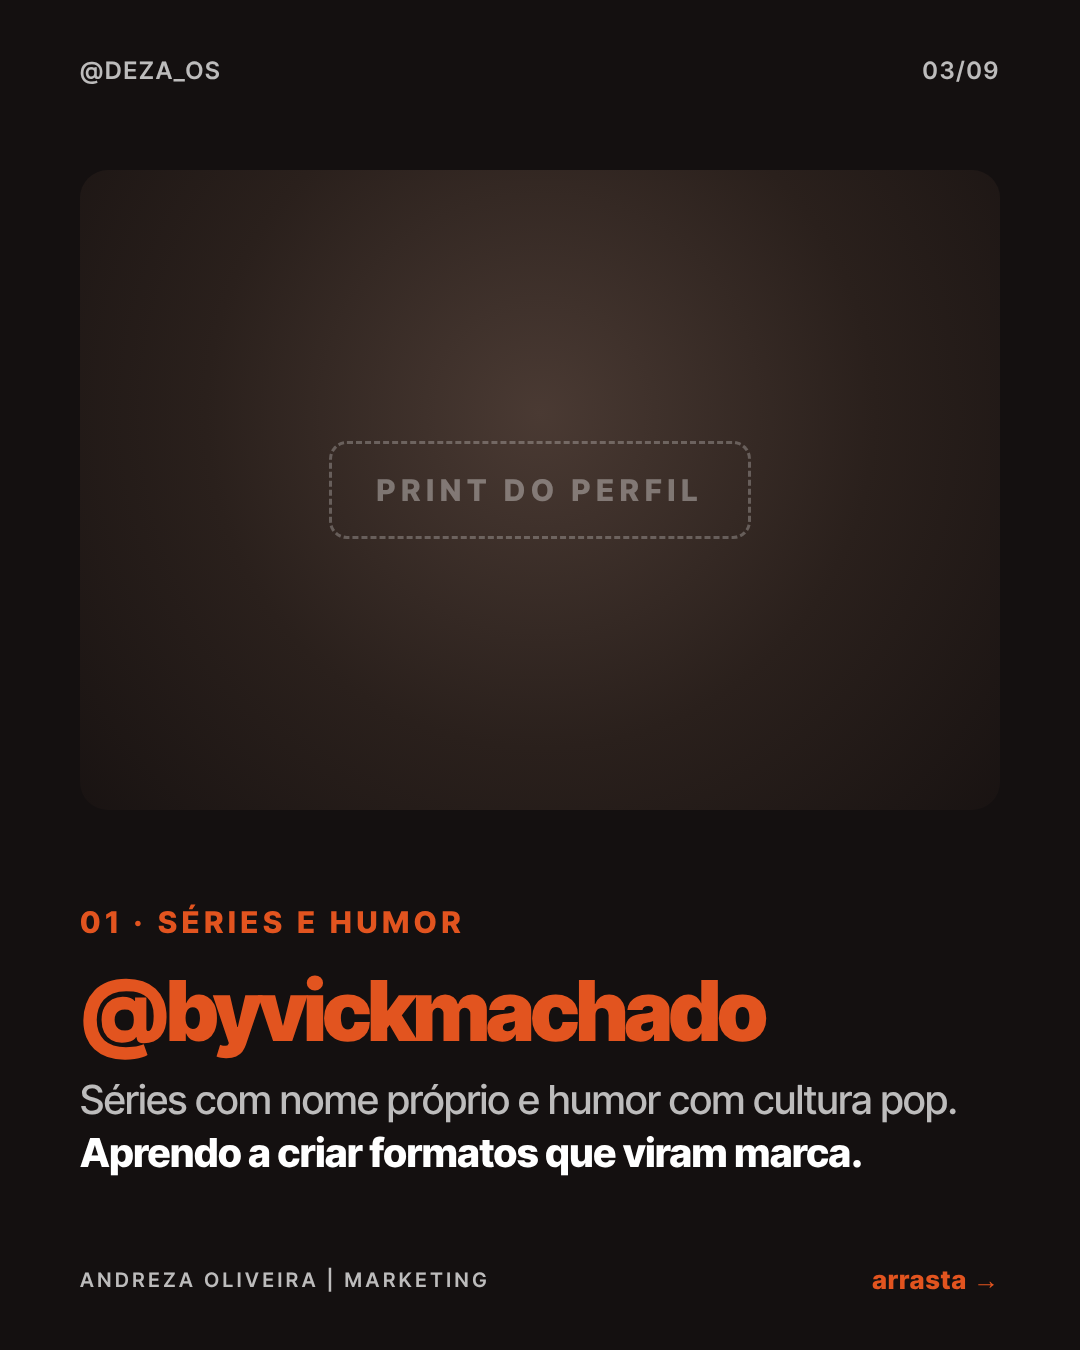 @DEZA_OS
03/09
PRINT DO PERFIL
01 · SÉRIES E HUMOR
@byvickmachado
Séries com nome próprio e humor com cultura pop.
Aprendo a criar formatos que viram marca.
ANDREZA OLIVEIRA | MARKETING
arrasta →